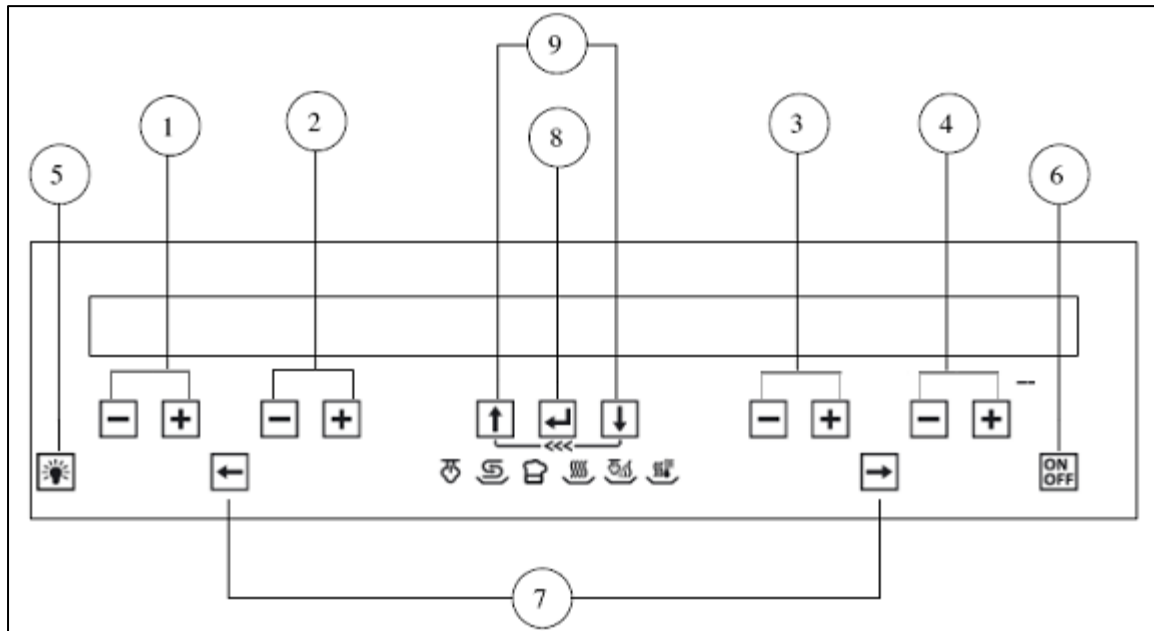 9
1 2 8 3 4
5 6
− + − + ↑ ↵ ↓ − + − + --
<<<
← → ON
OFF
7